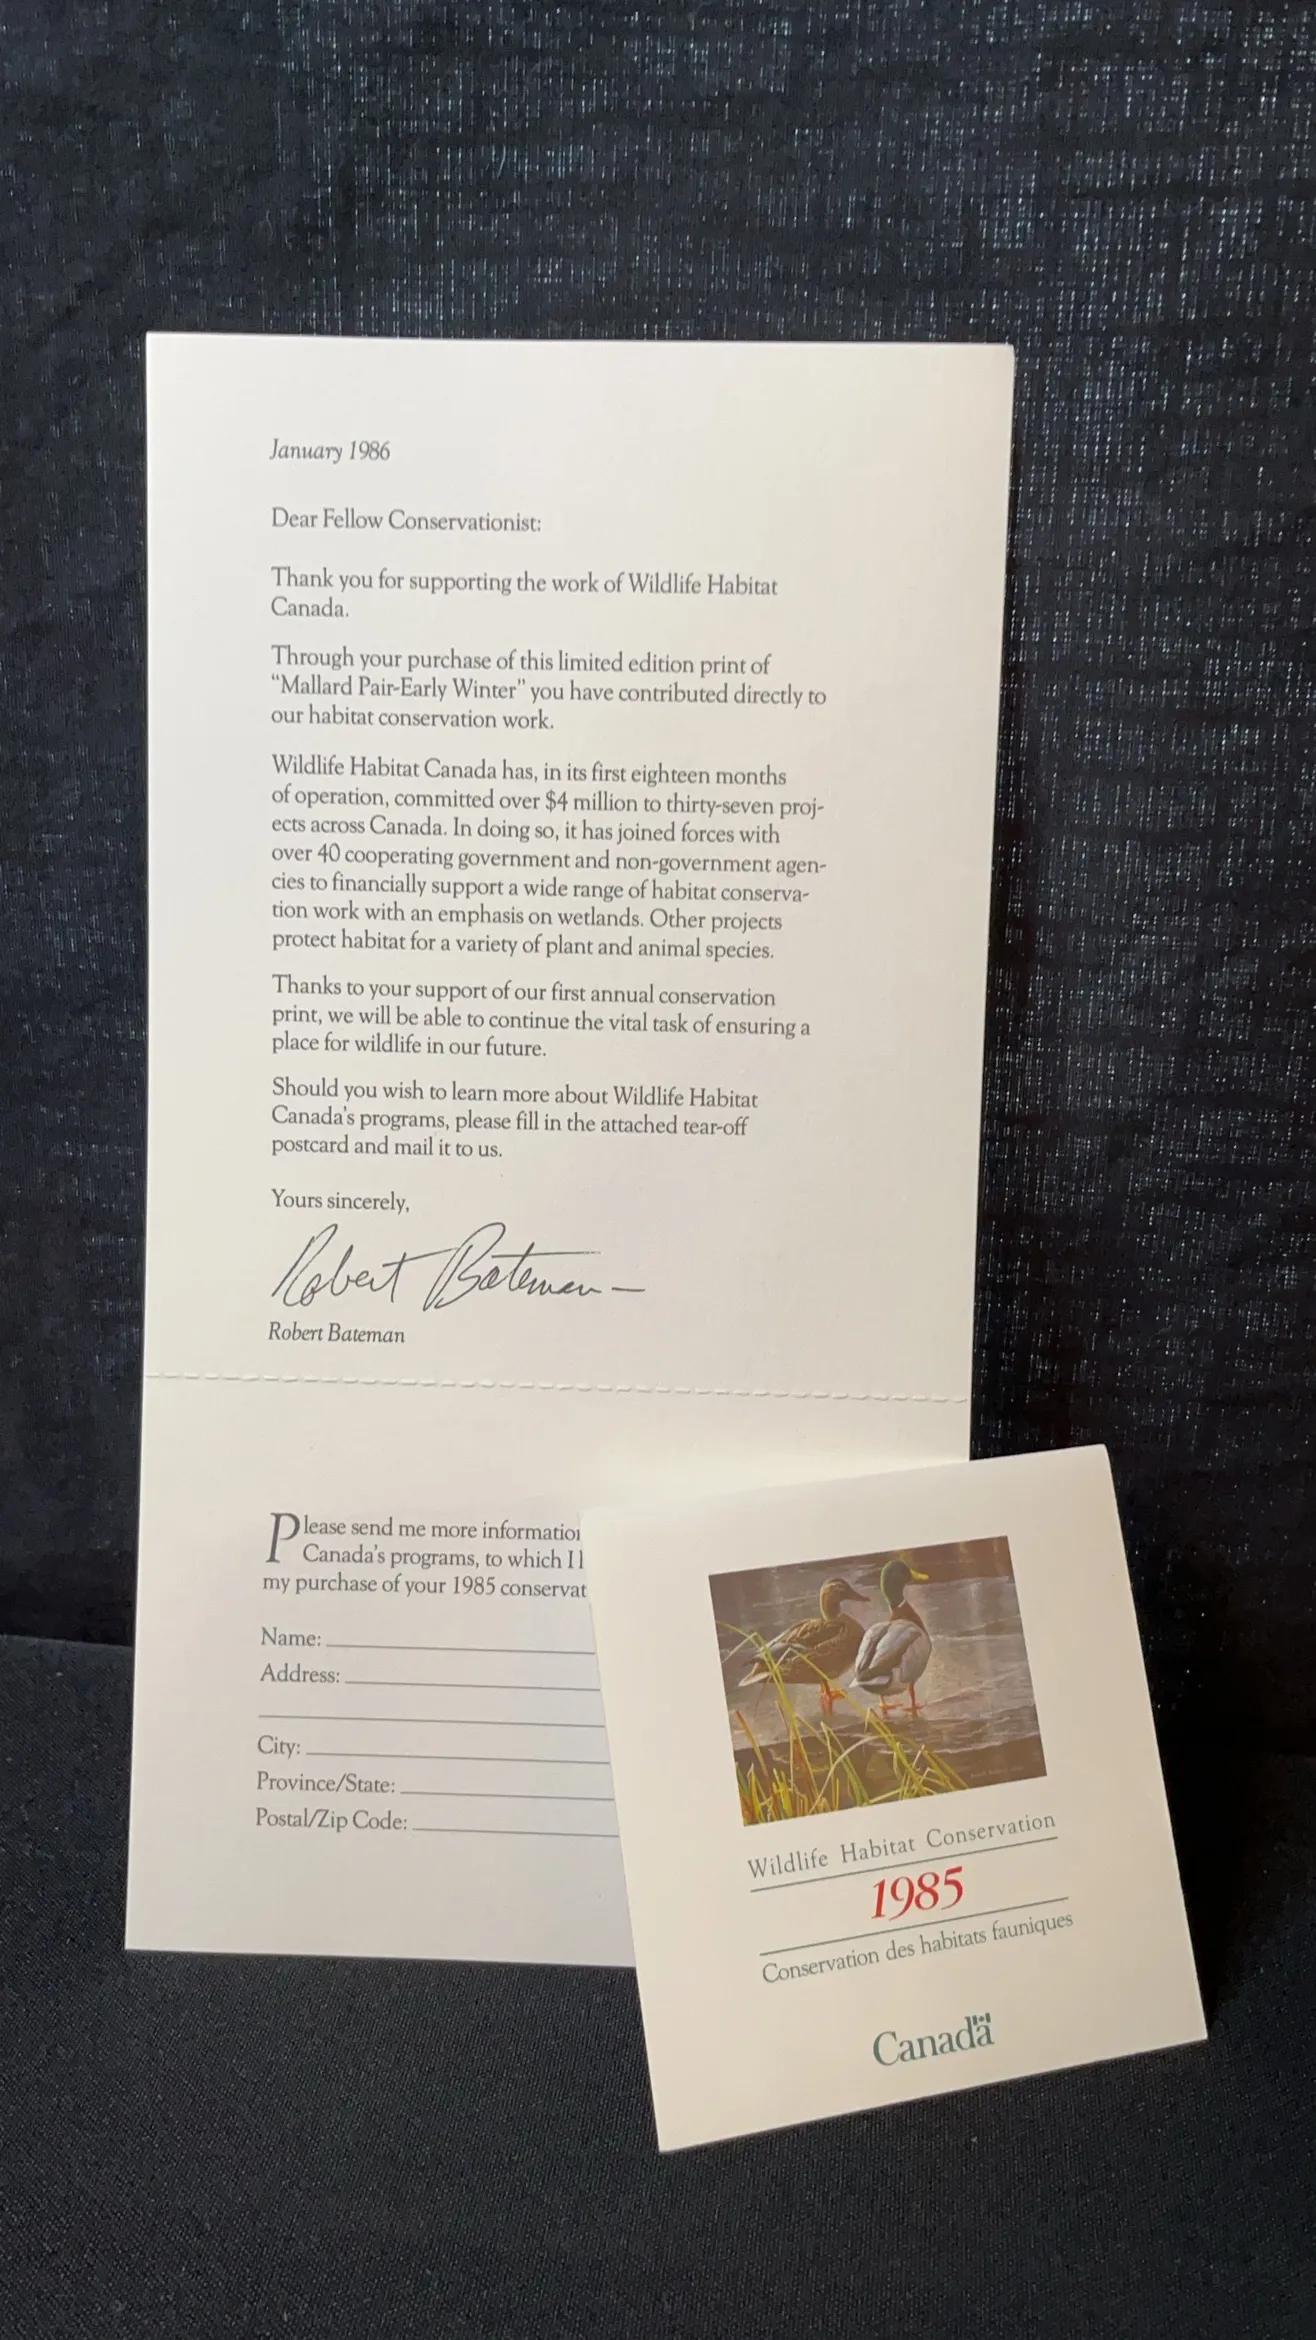 January 1986
Dear Fellow Conservationist:
Thank you for supporting the work of Wildlife Habitat
Canada.
Through your purchase of this limited edition print of
“Mallard Pair-Early Winter” you have contributed directly to
our habitat conservation work.
Wildlife Habitat Canada has, in its first eighteen months
of operation, committed over $4 million to thirty-seven proj-
ects across Canada. In doing so, it has joined forces with
over 40 cooperating government and non-government agen-
cies to financially support a wide range of habitat conserva-
tion work with an emphasis on wetlands. Other projects
protect habitat for a variety of plant and animal species.
Thanks to your support of our first annual conservation
print, we will be able to continue the vital task of ensuring a
place for wildlife in our future.
Should you wish to learn more about Wildlife Habitat
Canada's programs, please fill in the attached tear-off
postcard and mail it to us.
Yours sincerely,
Robert Bateman
Robert Bateman
Please send me more information
Canada's programs, to which I
my purchase of your 1985 conservat
Name:
Address:
City:
Province/State:
Postal/Zip Code:
Wildlife Habitat Conservation
1985
Conservation des habitats fauniques
Canada